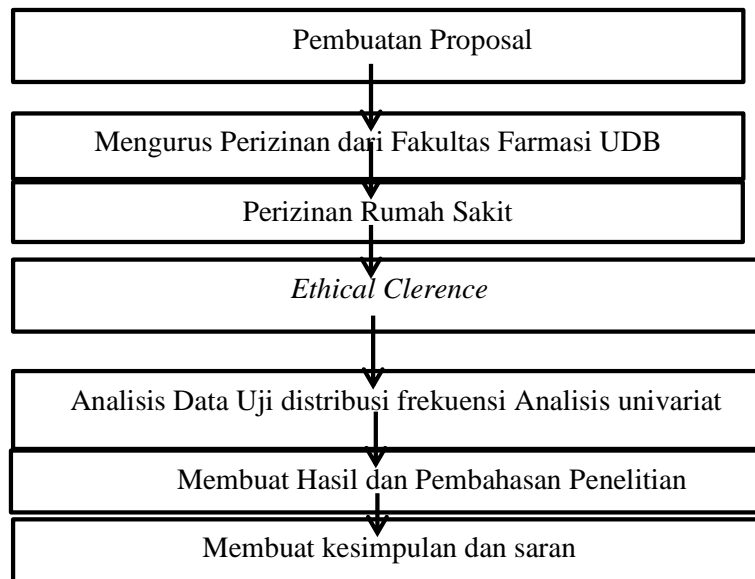 Pembuatan Proposal
Mengurus Perizinan dari Fakultas Farmasi UDB
Perizinan Rumah Sakit
Ethical Clerence
Analisis Data Uji distribusi frekuensi Analisis univariat
Membuat Hasil dan Pembahasan Penelitian
Membuat kesimpulan dan saran